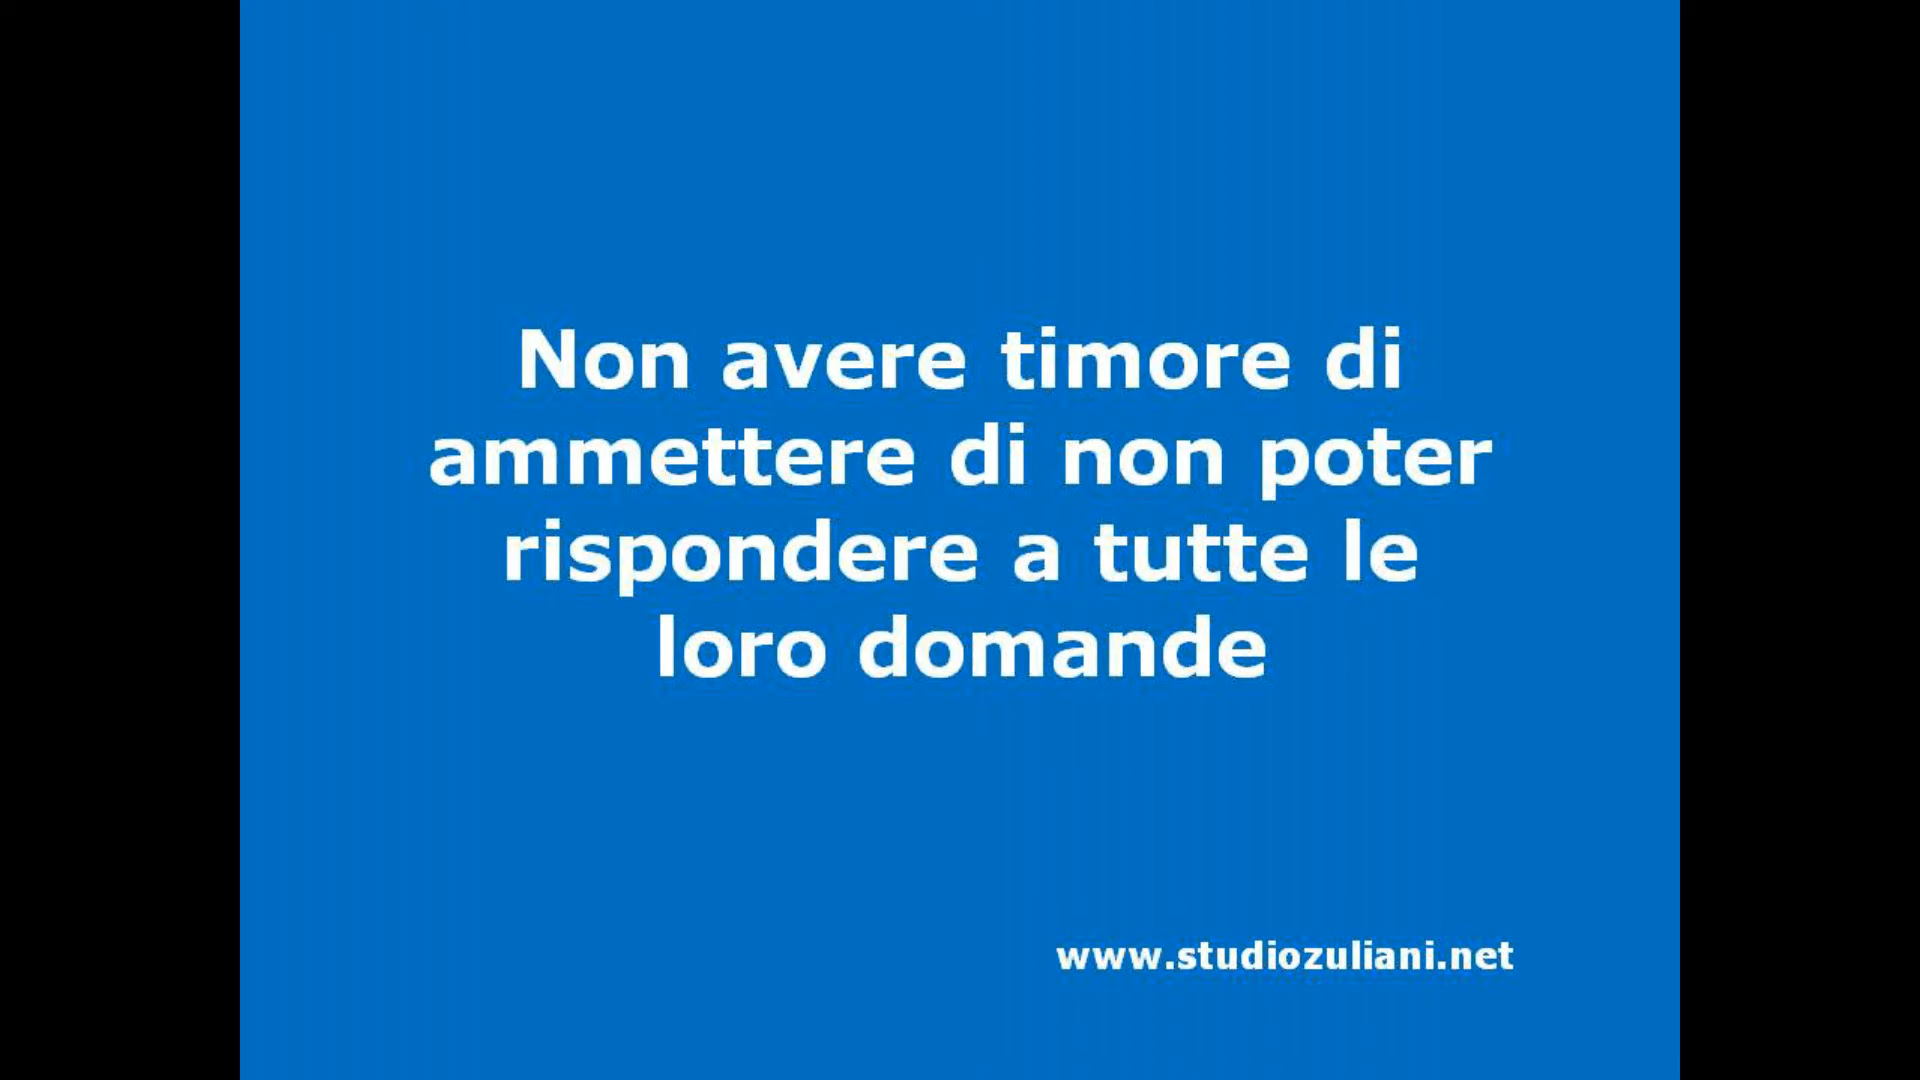 Non avere timore di
ammettere di non poter
rispondere a tutte le
loro domande
www.studiozuliani.net